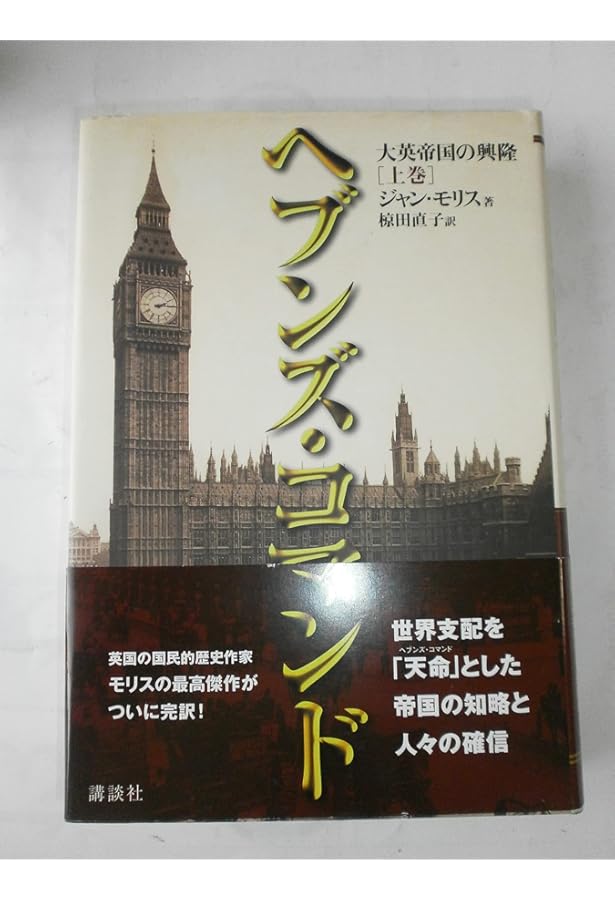 大英帝国の興隆
[上巻]
ジャン・モリス 著
椋田直子 訳
ヘブンズ・コマンド
世界支配を
ヘブンズ・コマンド
「天命」とした
帝国の知略と
人々の確信
英国の国民的歴史作家
モリスの最高傑作が
ついに完訳！
講談社